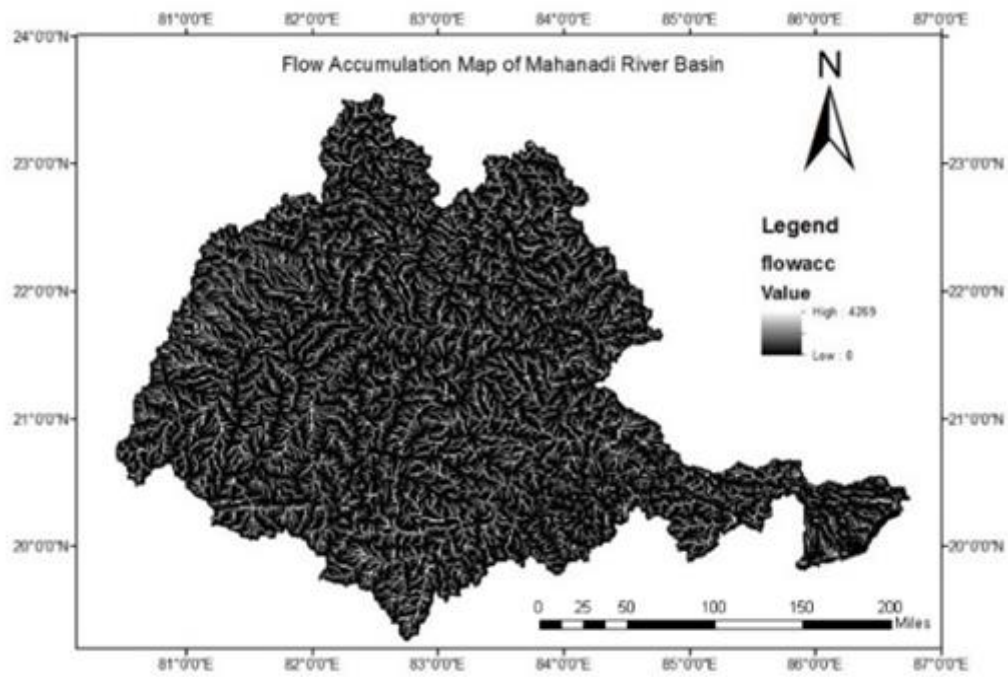 81°0'0"E 82°0'0"E 83°0'0"E 84°0'0"E 85°0'0"E 86°0'0"E 87°0'0"E
24°0'0"N
Flow Accumulation Map of Mahanadi River Basin
N
23°0'0"N 23°0'0"N
Legend
flowacc
Value
22°0'0"N 22°0'0"N
High : 4269
Low : 0
21°0'0"N 21°0'0"N
20°0'0"N 20°0'0"N
0 25 50 100 150 200
Miles
81°0'0"E 82°0'0"E 83°0'0"E 84°0'0"E 85°0'0"E 86°0'0"E 87°0'0"E